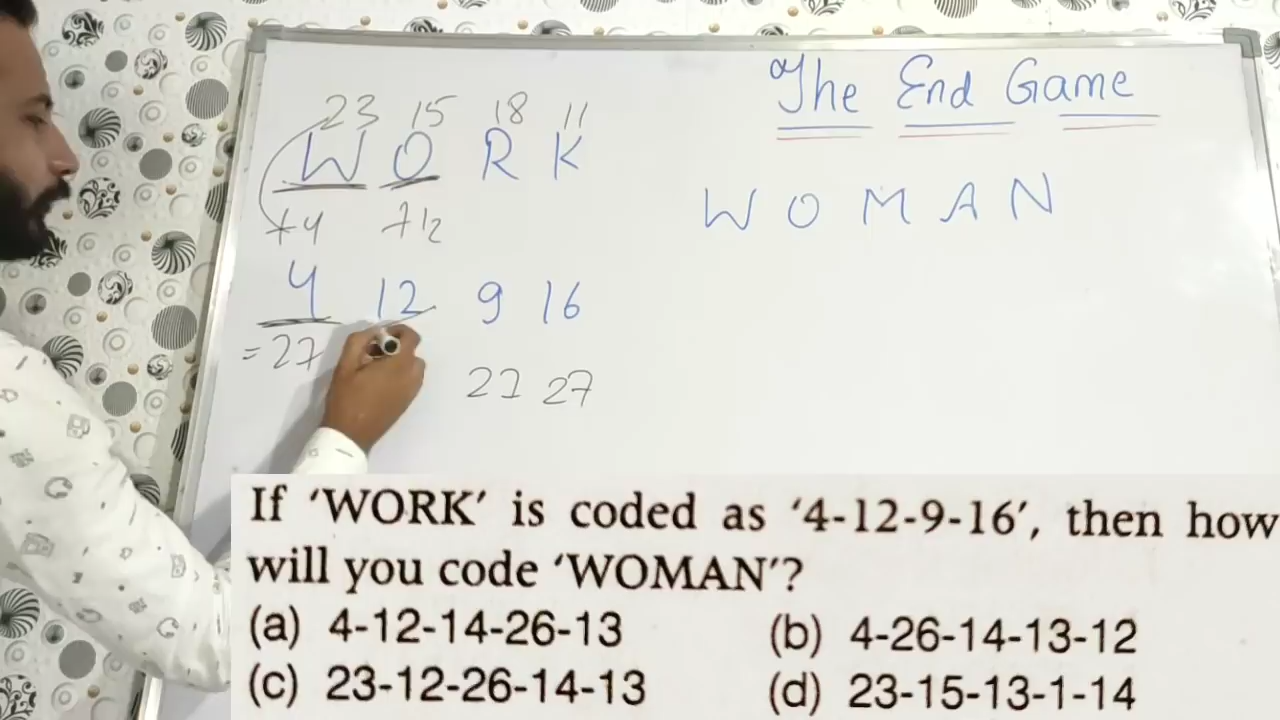 The End Game
23 15 18 11
W O R K
+4 +12
4 12 9 16
=27
27 27
W O M A N
If 'WORK' is coded as '4-12-9-16', then how
will you code 'WOMAN'?
(a) 4-12-14-26-13 (b) 4-26-14-13-12
(c) 23-12-26-14-13 (d) 23-15-13-1-14